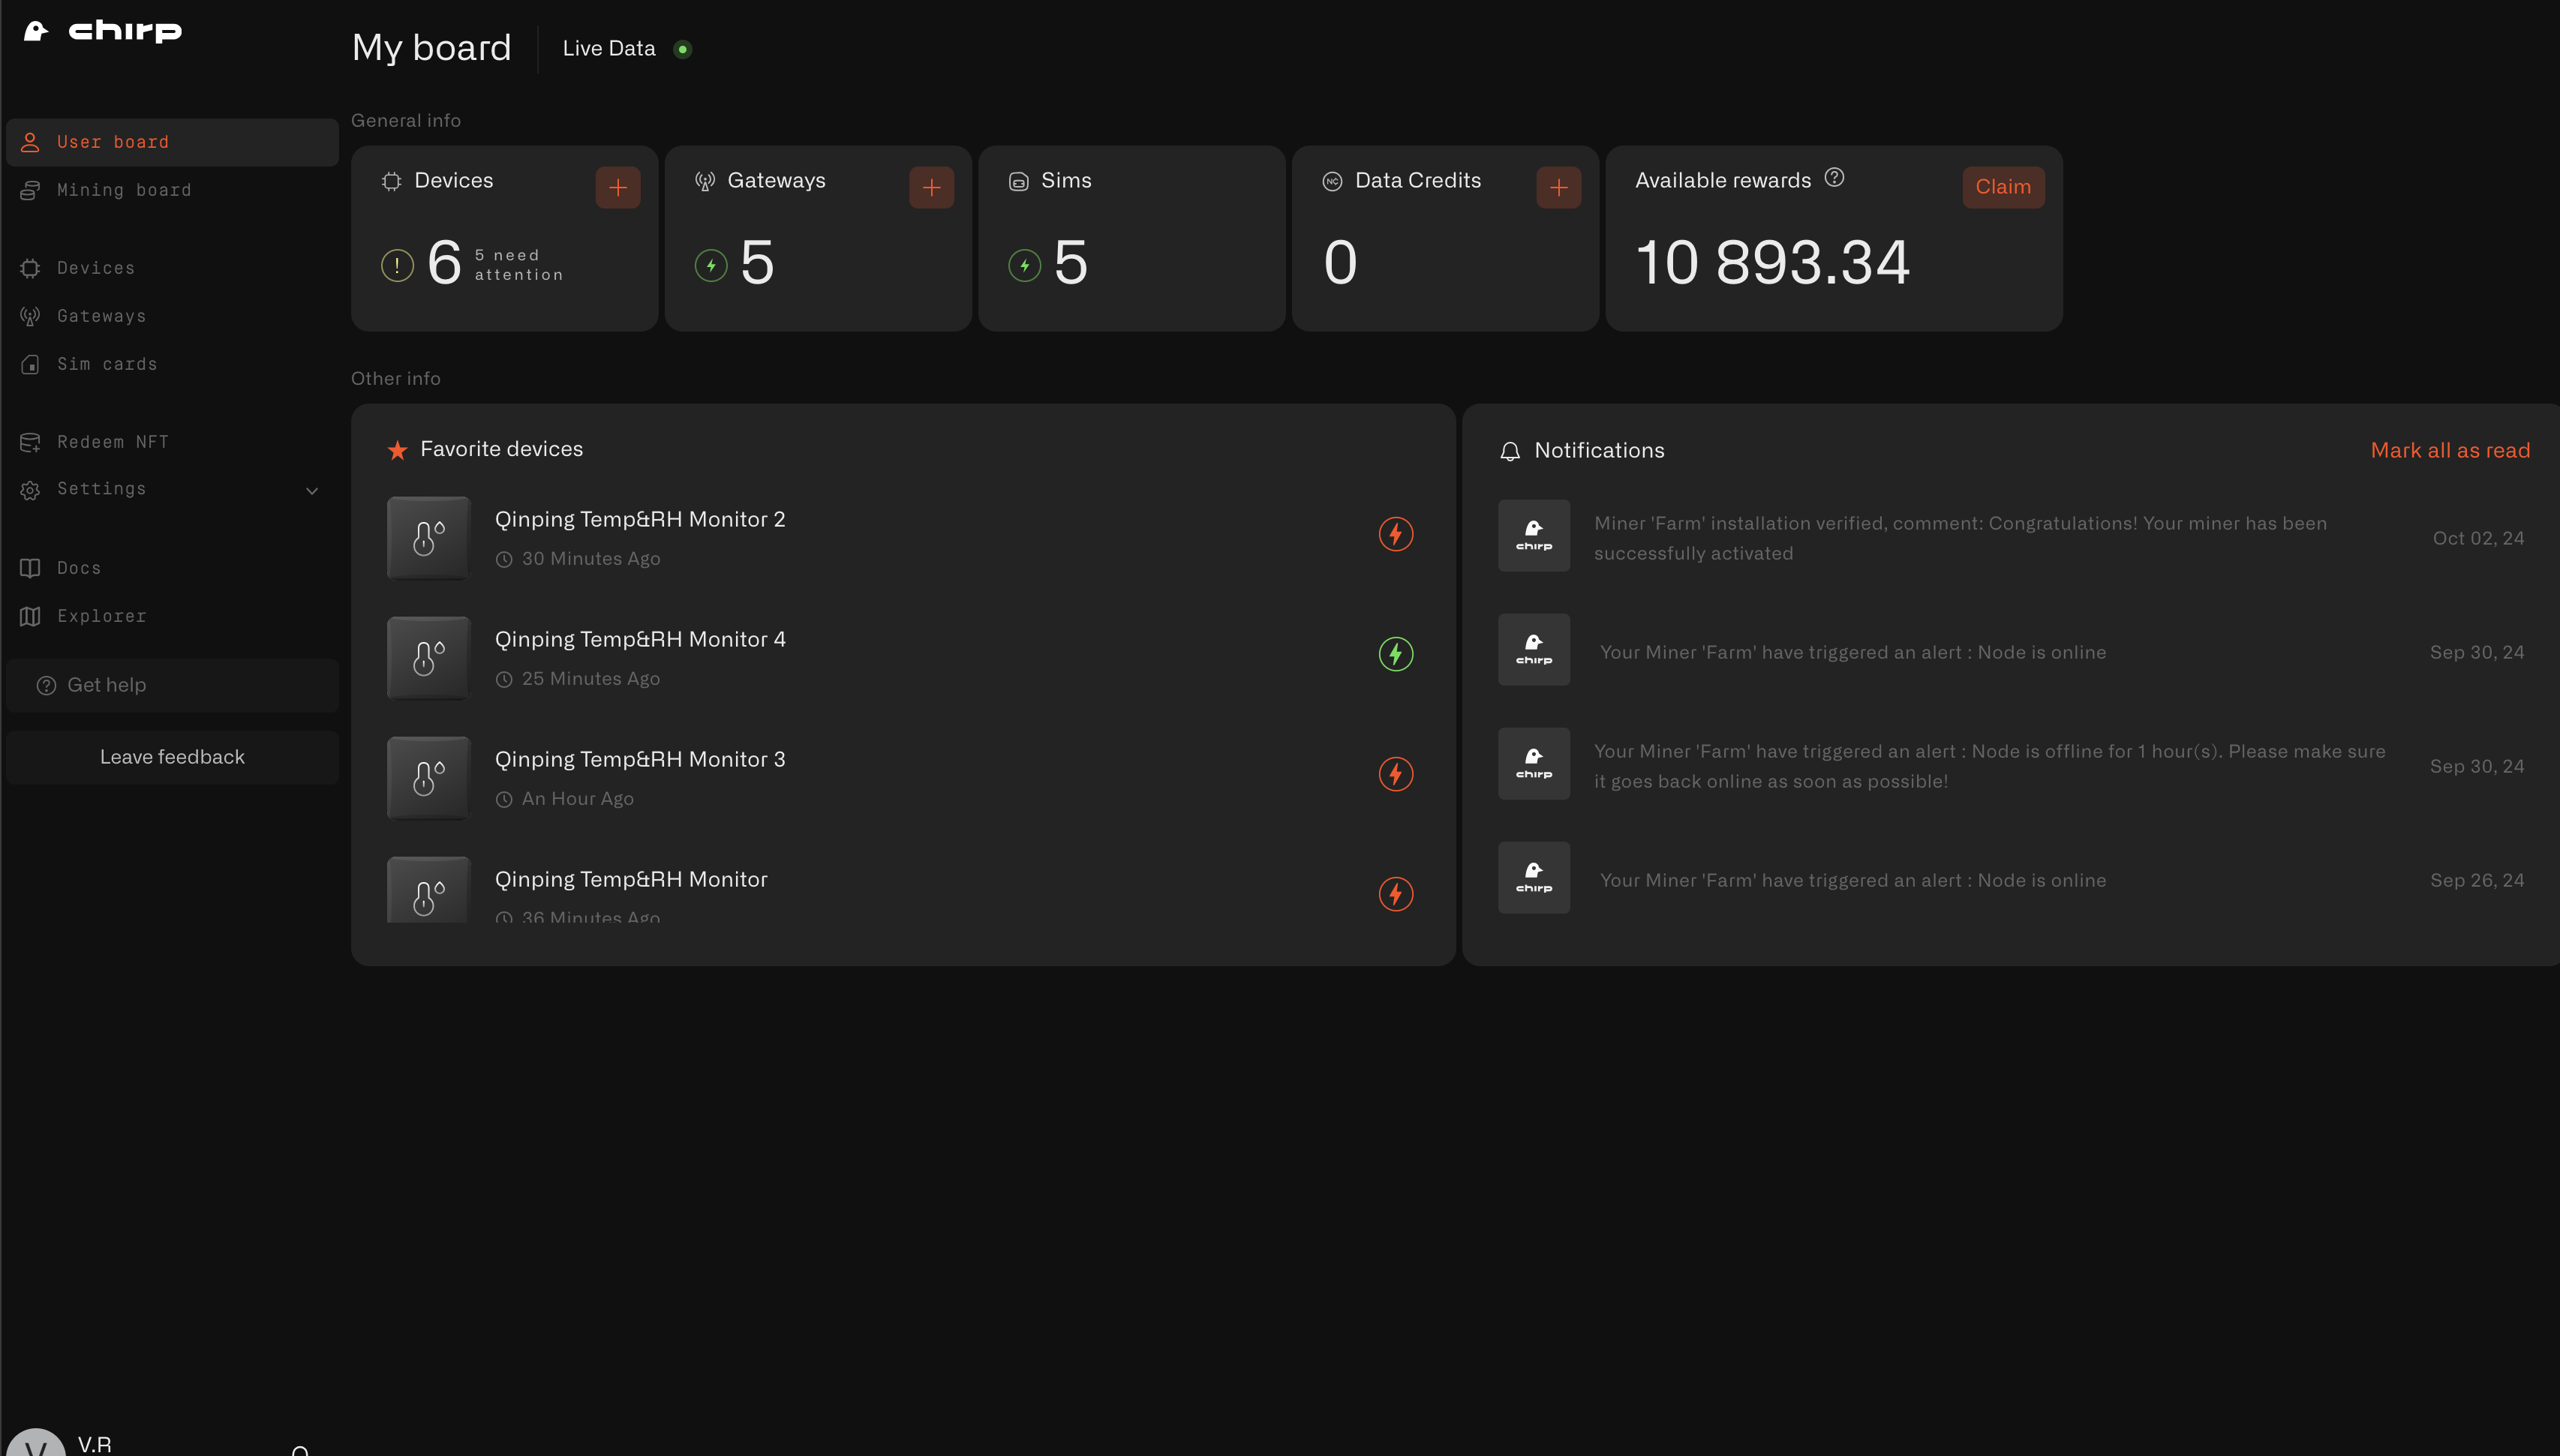 chirp
My board
Live Data
User board
Mining board
Devices
Gateways
Sim cards
Redeem NFT
Settings
Docs
Explorer
Get help
Leave feedback
V
V.R
General info
Devices
6
5 need
attention
Gateways
5
Sims
5
NC
Data Credits
0
Available rewards
Claim
10 893.34
Other info
Favorite devices
Qinping Temp&RH Monitor 2
30 Minutes Ago
Qinping Temp&RH Monitor 4
25 Minutes Ago
Qinping Temp&RH Monitor 3
An Hour Ago
Qinping Temp&RH Monitor
36 Minutes Ago
Notifications
Mark all as read
chirp
Miner 'Farm' installation verified, comment: Congratulations! Your miner has been
successfully activated
Oct 02, 24
chirp
Your Miner 'Farm' have triggered an alert : Node is online
Sep 30, 24
chirp
Your Miner 'Farm' have triggered an alert : Node is offline for 1 hour(s). Please make sure
it goes back online as soon as possible!
Sep 30, 24
chirp
Your Miner 'Farm' have triggered an alert : Node is online
Sep 26, 24